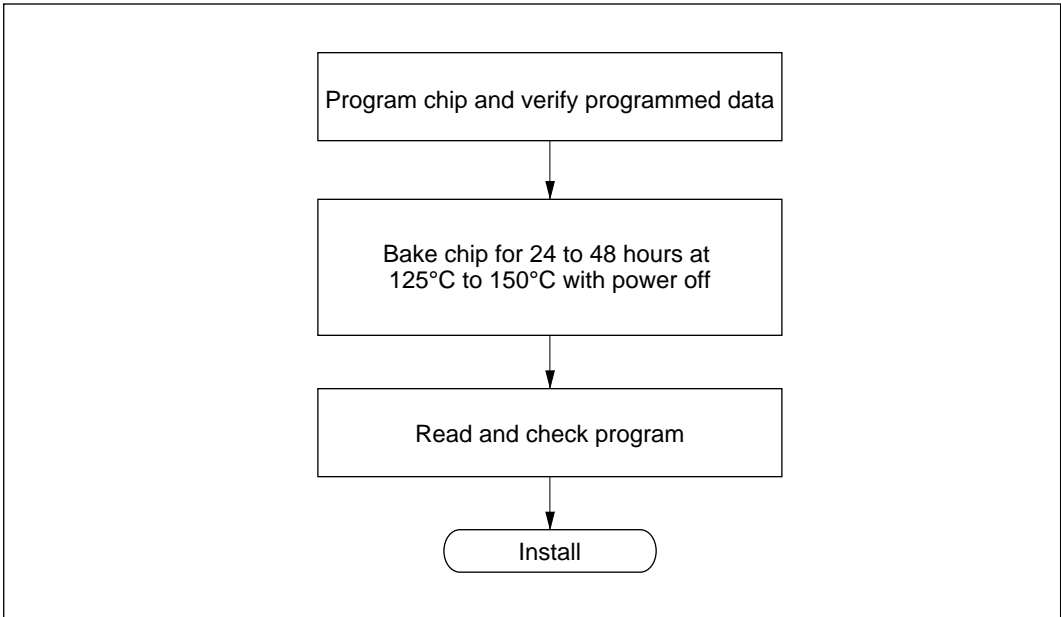 Program chip and verify programmed data
Bake chip for 24 to 48 hours at
125°C to 150°C with power off
Read and check program
Install